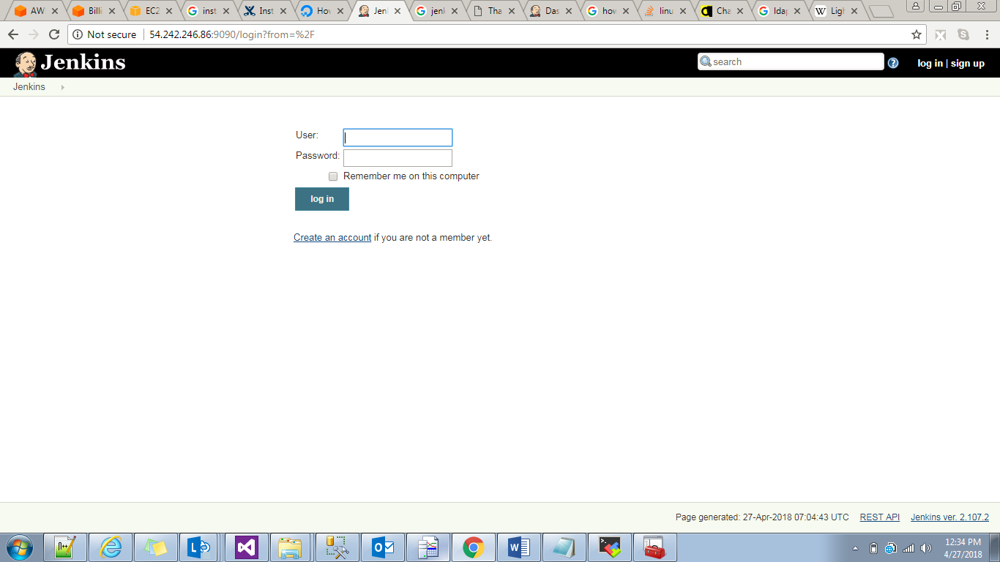 AW Billi EC2 inst Inst Hov Jenl jenk Tha Das how linu Cha ldap Ligh
Not secure 54.242.246.86:9090/login?from=%2F
Jenkins search log in | sign up
Jenkins
User:
Password:
Remember me on this computer
log in
Create an account if you are not a member yet.
Page generated: 27-Apr-2018 07:04:43 UTC REST API Jenkins ver. 2.107.2
12:34 PM
4/27/2018